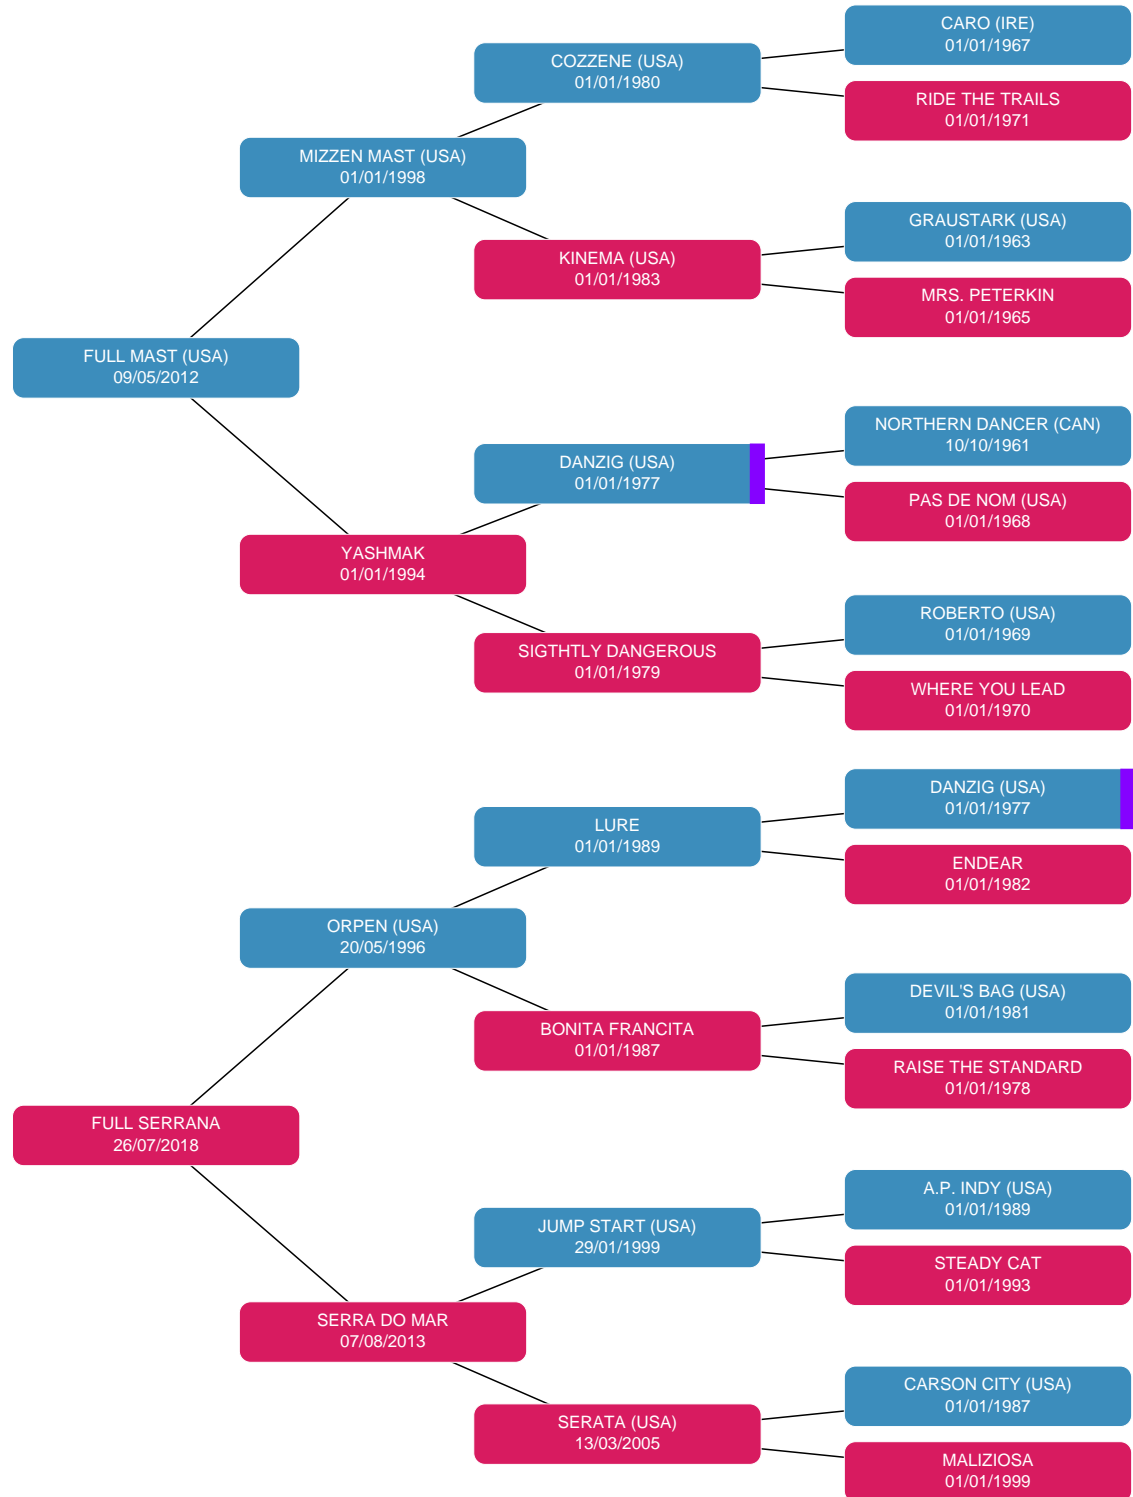 CARO (IRE)
01/01/1967
COZZENE (USA)
01/01/1980
RIDE THE TRAILS
01/01/1971
MIZZEN MAST (USA)
01/01/1998
GRAUSTARK (USA)
01/01/1963
KINEMA (USA)
01/01/1983
MRS. PETERKIN
01/01/1965
FULL MAST (USA)
09/05/2012
NORTHERN DANCER (CAN)
10/10/1961
DANZIG (USA)
01/01/1977
PAS DE NOM (USA)
01/01/1968
YASHMAK
01/01/1994
ROBERTO (USA)
01/01/1969
SIGTHTLY DANGEROUS
01/01/1979
WHERE YOU LEAD
01/01/1970
DANZIG (USA)
01/01/1977
LURE
01/01/1989
ENDEAR
01/01/1982
ORPEN (USA)
20/05/1996
DEVIL'S BAG (USA)
01/01/1981
BONITA FRANCITA
01/01/1987
RAISE THE STANDARD
01/01/1978
FULL SERRANA
26/07/2018
A.P. INDY (USA)
01/01/1989
JUMP START (USA)
29/01/1999
STEADY CAT
01/01/1993
SERRA DO MAR
07/08/2013
CARSON CITY (USA)
01/01/1987
SERATA (USA)
13/03/2005
MALIZIOSA
01/01/1999